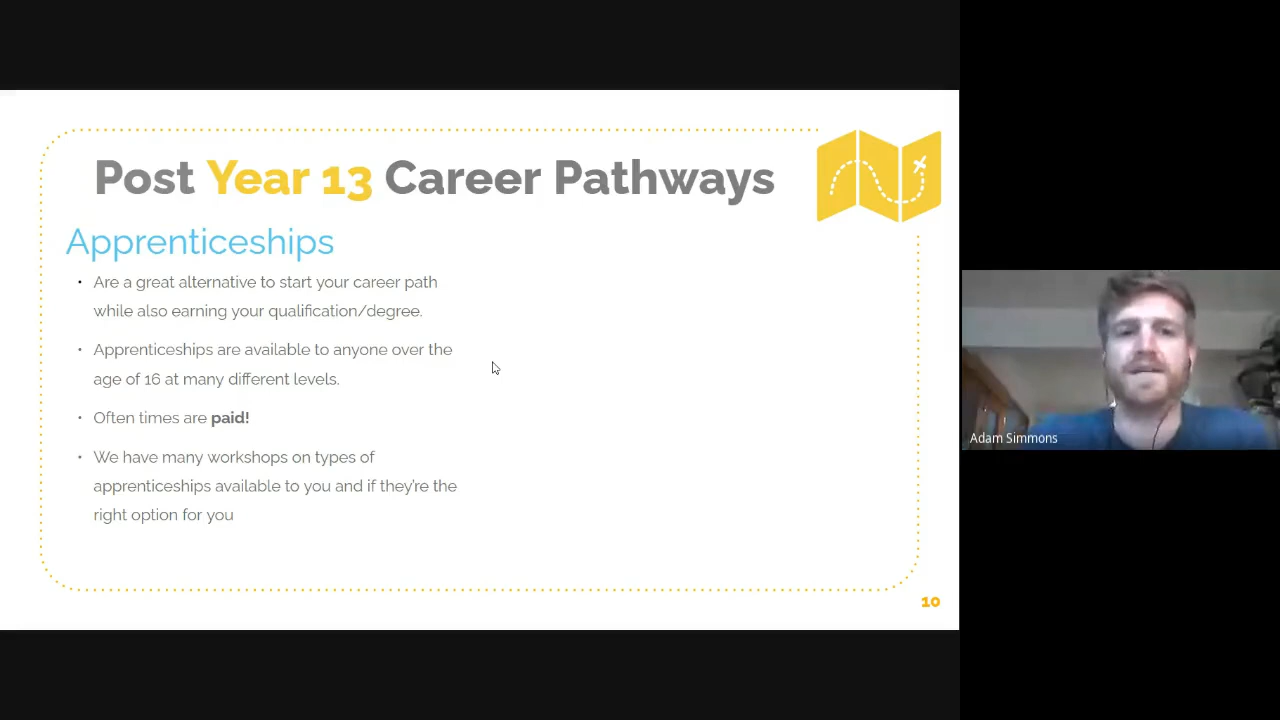 Post Year 13 Career Pathways
Apprenticeships
• Are a great alternative to start your career path
while also earning your qualification/degree.
• Apprenticeships are available to anyone over the
age of 16 at many different levels.
• Often times are paid!
• We have many workshops on types of
apprenticeships available to you and if they're the
right option for you
10
Adam Simmons